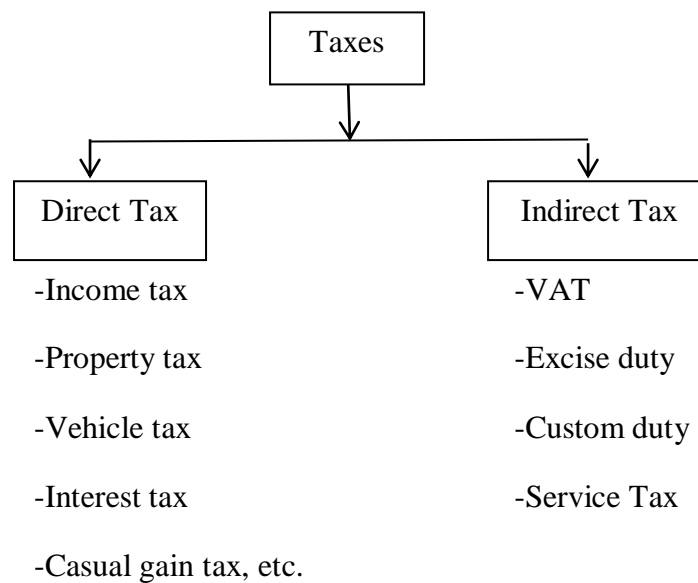 Taxes
Direct Tax
-Income tax
-Property tax
-Vehicle tax
-Interest tax
-Casual gain tax, etc.
Indirect Tax
-VAT
-Excise duty
-Custom duty
-Service Tax